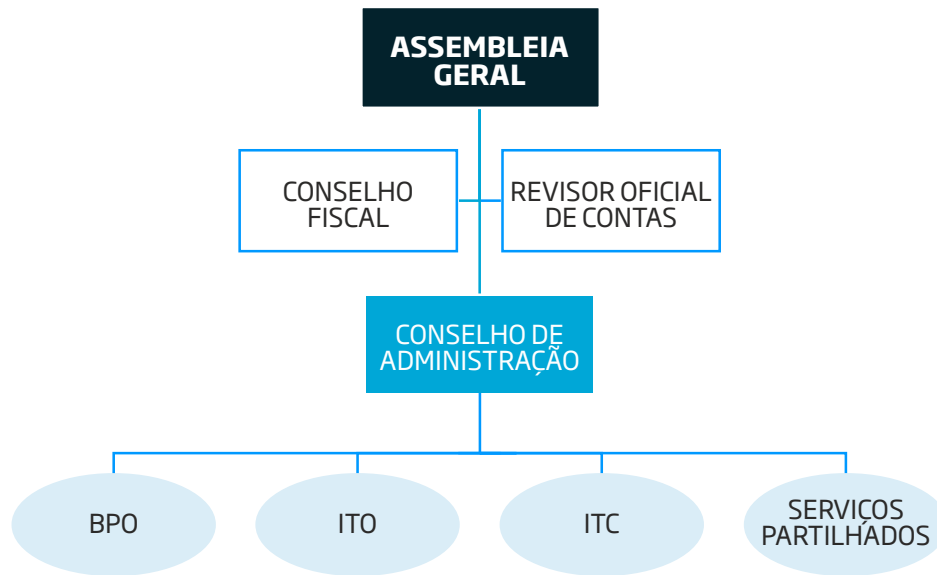 ASSEMBLEIA
GERAL
CONSELHO
FISCAL
REVISOR OFICIAL
DE CONTAS
CONSELHO DE
ADMINISTRAÇÃO
BPO
ITO
ITC
SERVIÇOS
PARTILHADOS